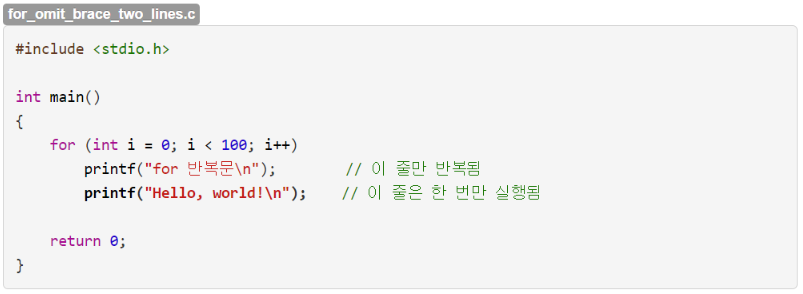 for_omit_brace_two_lines.c
#include <stdio.h>
int main()
{
for (int i = 0; i < 100; i++)
printf("for 반복문\n");        // 이 줄만 반복됨
printf("Hello, world!\n");    // 이 줄은 한 번만 실행됨
return 0;
}